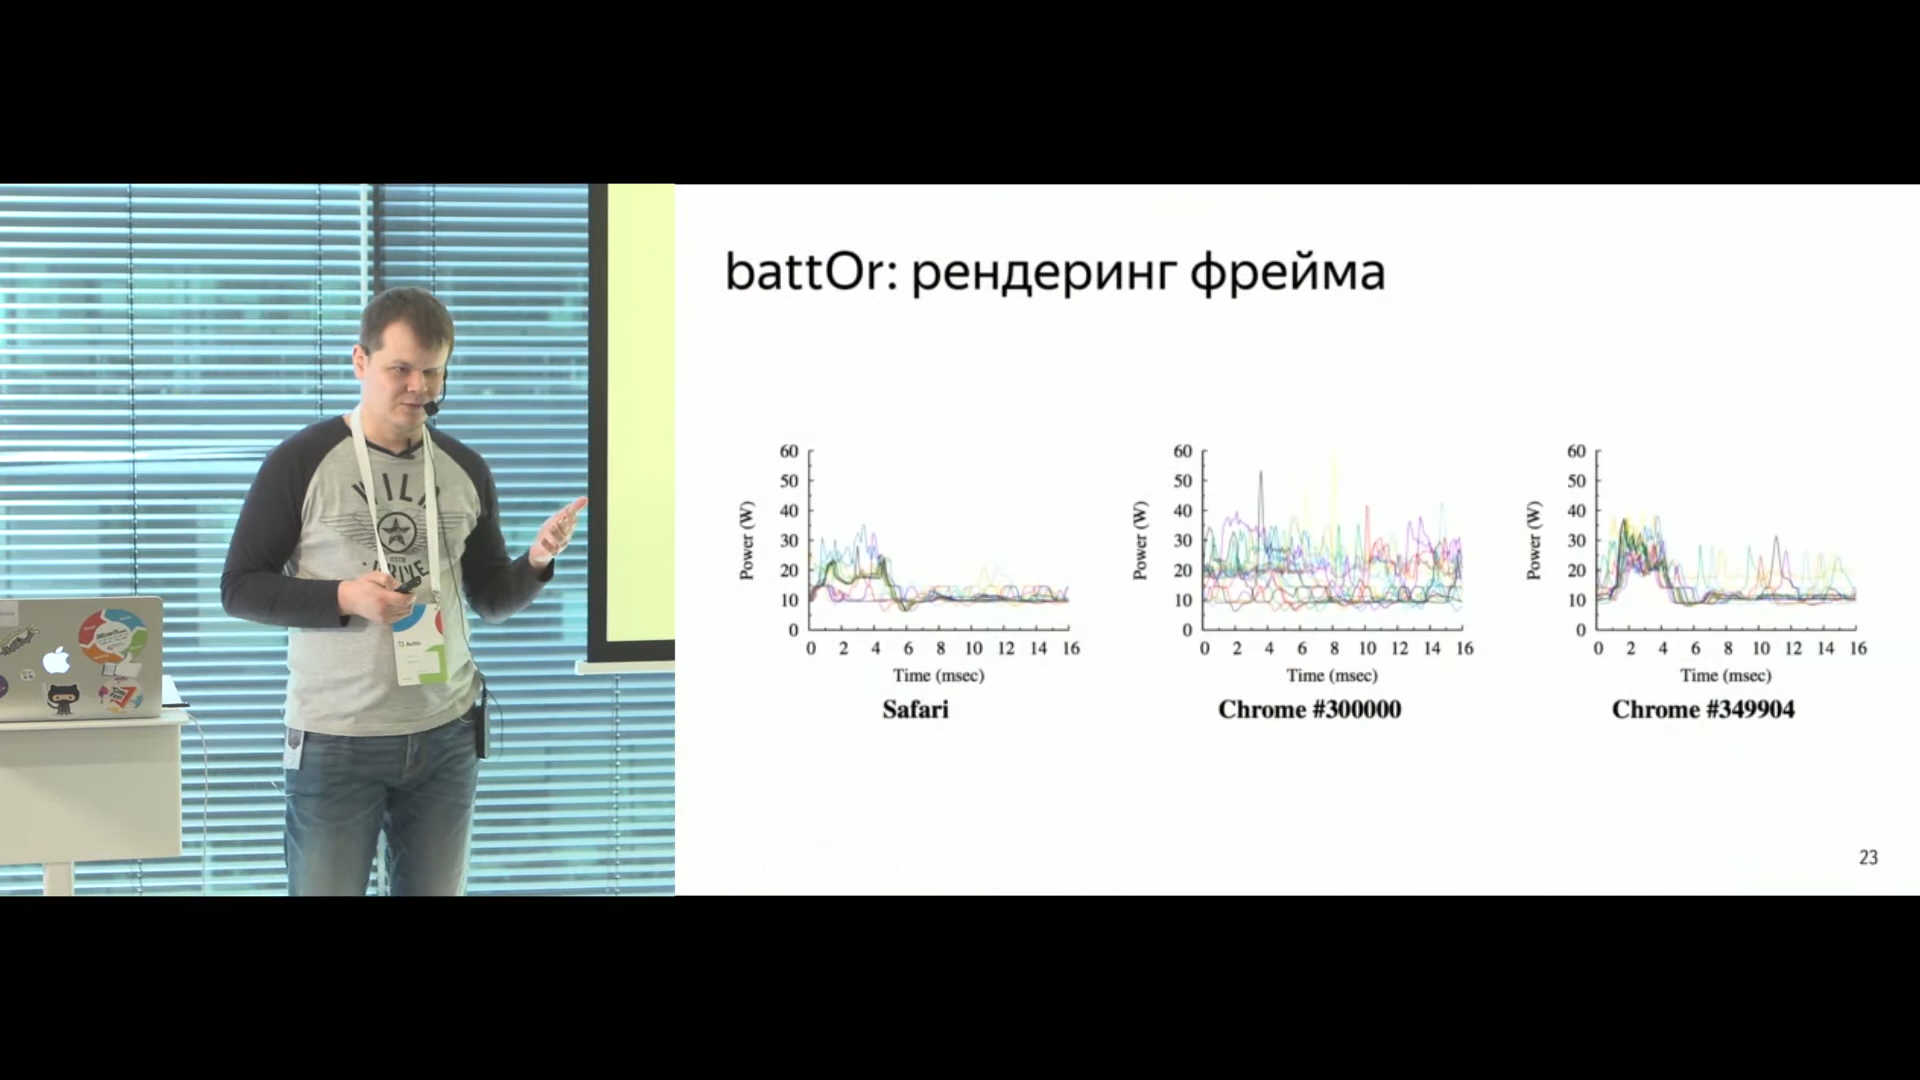 battOr: рендеринг фрейма
60
50
40
30
20
10
0
Power (W)
0 2 4 6 8 10 12 14 16
Time (msec)
Safari
60
50
40
30
20
10
0
Power (W)
0 2 4 6 8 10 12 14 16
Time (msec)
Chrome #300000
60
50
40
30
20
10
0
Power (W)
0 2 4 6 8 10 12 14 16
Time (msec)
Chrome #349904
23
WILD
DRIVE